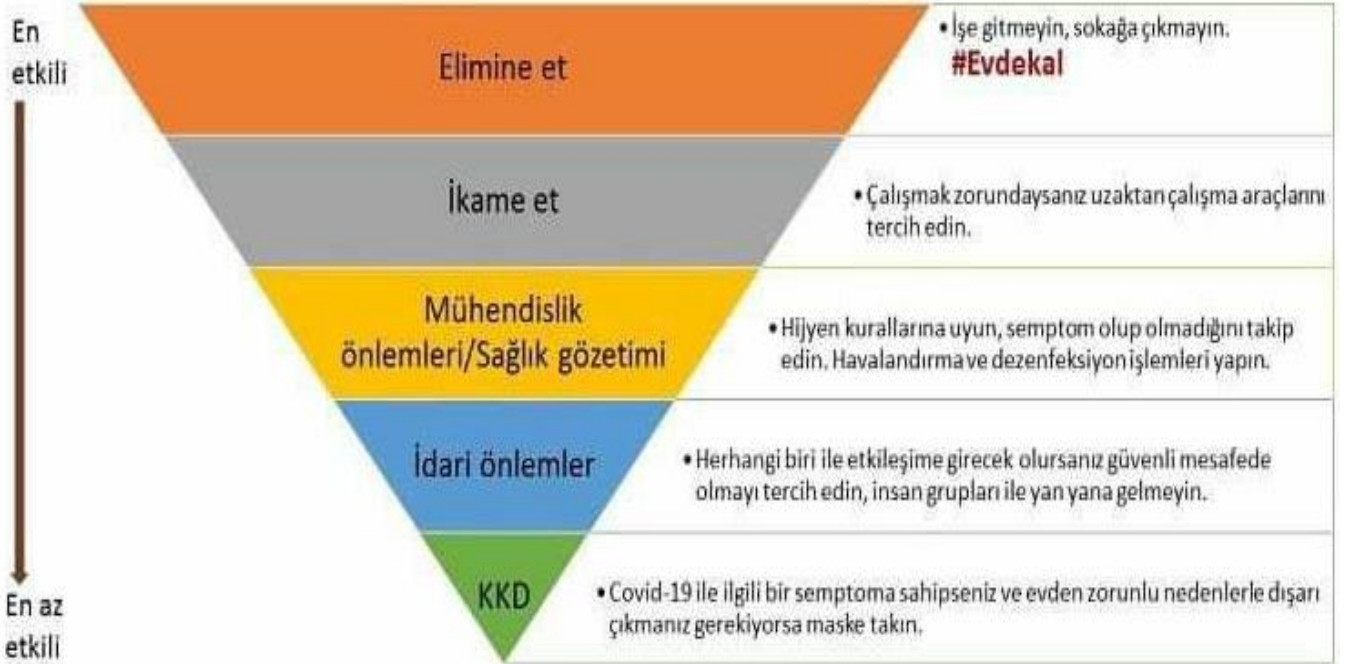 En
etkili
Elimine et
• İşe gitmeyin, sokağa çıkmayın.
#Evdekal
İkame et
• Çalışmak zorundaysanız uzaktan çalışma araçlarını
tercih edin.
Mühendislik
önlemleri/Sağlık gözetimi
• Hijyen kurallarına uyun, semptom olup olmadığını takip
edin. Havalandırma ve dezenfeksiyon işlemleri yapın.
İdari önlemler
• Herhangi biri ile etkileşime girecek olursanız güvenli mesafede
olmayı tercih edin, insan grupları ile yan yana gelmeyin.
KKD
• Covid-19 ile ilgili bir semptoma sahipseniz ve evden zorunlu nedenlerle dışarı
çıkmanız gerekiyorsa maske takın.
En az
etkili